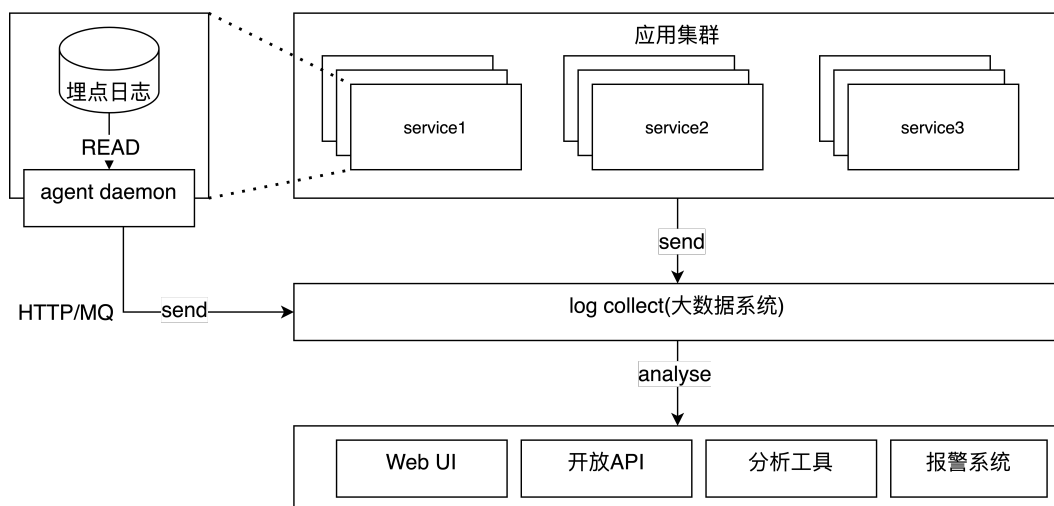 应用集群
埋点日志
READ
agent daemon
service1
service2
service3
send
HTTP/MQ
send
log collect(大数据系统)
analyse
Web UI
开放API
分析工具
报警系统